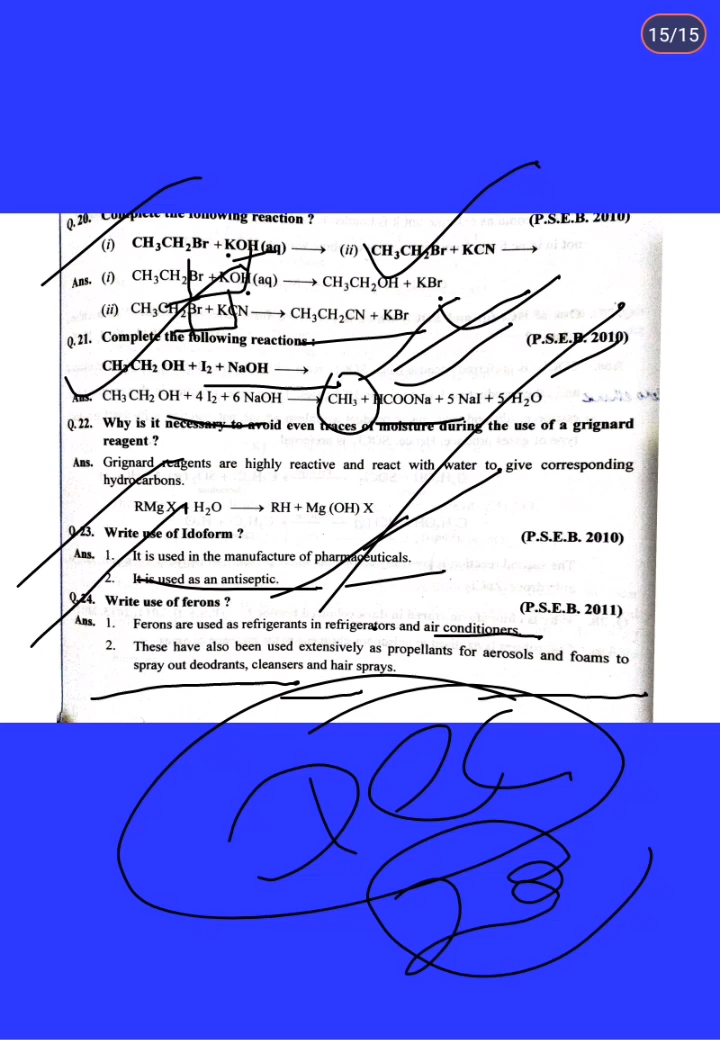 15/15
Q. 20. Complete the following reaction ? (P.S.E.B. 2010)
(i) CH₃CH₂Br + KOH (aq) ⟶ (ii) CH₃CH₂Br + KCN ⟶
Ans. (i) CH₃CH₂Br + KOH (aq) ⟶ CH₃CH₂OH + KBr
(ii) CH₃CH₂Br + KCN ⟶ CH₃CH₂CN + KBr
Q. 21. Complete the following reactions : (P.S.E.B. 2010)
CH₃CH₂ OH + I₂ + NaOH ⟶
Ans. CH₃ CH₂ OH + 4 I₂ + 6 NaOH ⟶ CHI₃ + HCOONa + 5 NaI + 5 H₂O
Q. 22. Why is it necessary to avoid even traces of moisture during the use of a grignard
reagent ?
Ans. Grignard reagents are highly reactive and react with water to give corresponding
hydrocarbons.
RMg X + H₂O ⟶ RH + Mg (OH) X
Q. 23. Write use of Idoform ? (P.S.E.B. 2010)
Ans. 1. It is used in the manufacture of pharmaceuticals.
2. It is used as an antiseptic.
Q. 24. Write use of ferons ? (P.S.E.B. 2011)
Ans. 1. Ferons are used as refrigerants in refrigerators and air conditioners.
2. These have also been used extensively as propellants for aerosols and foams to
spray out deodrants, cleansers and hair sprays.
23